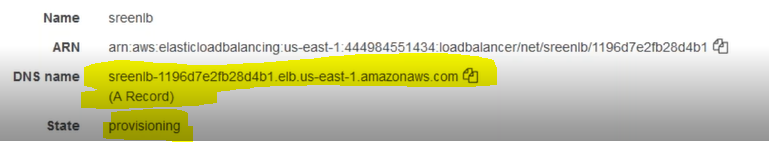 Name sreenlb
ARN arn:aws:elasticloadbalancing:us-east-1:444984551434:loadbalancer/net/sreenlb/1196d7e2fb28d4b1
DNS name sreenlb-1196d7e2fb28d4b1.elb.us-east-1.amazonaws.com
(A Record)
State provisioning